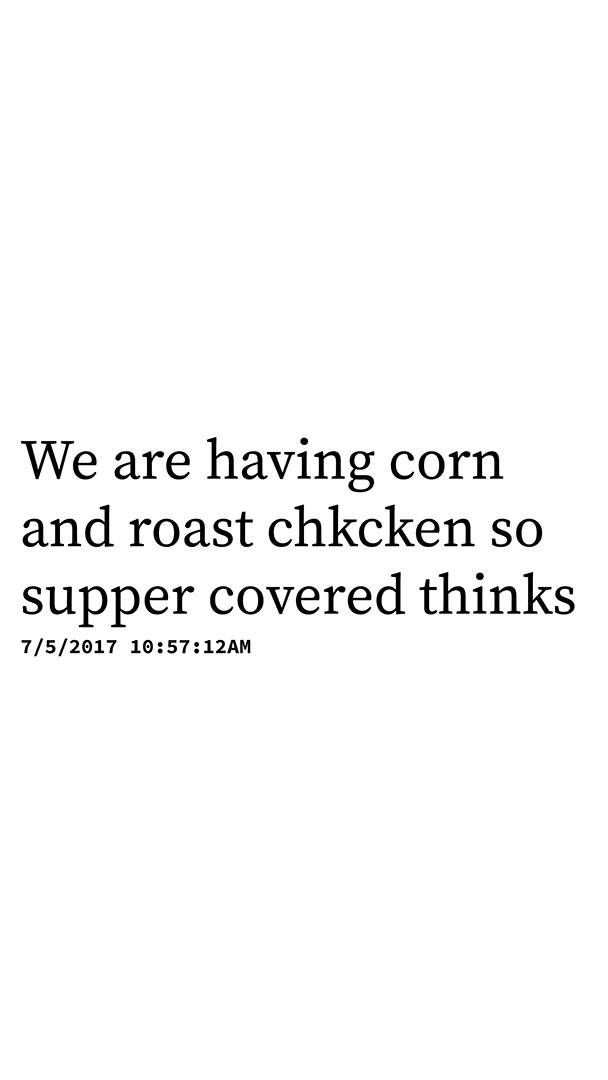 We are having corn
and roast chkcken so
supper covered thinks
7/5/2017 10:57:12AM